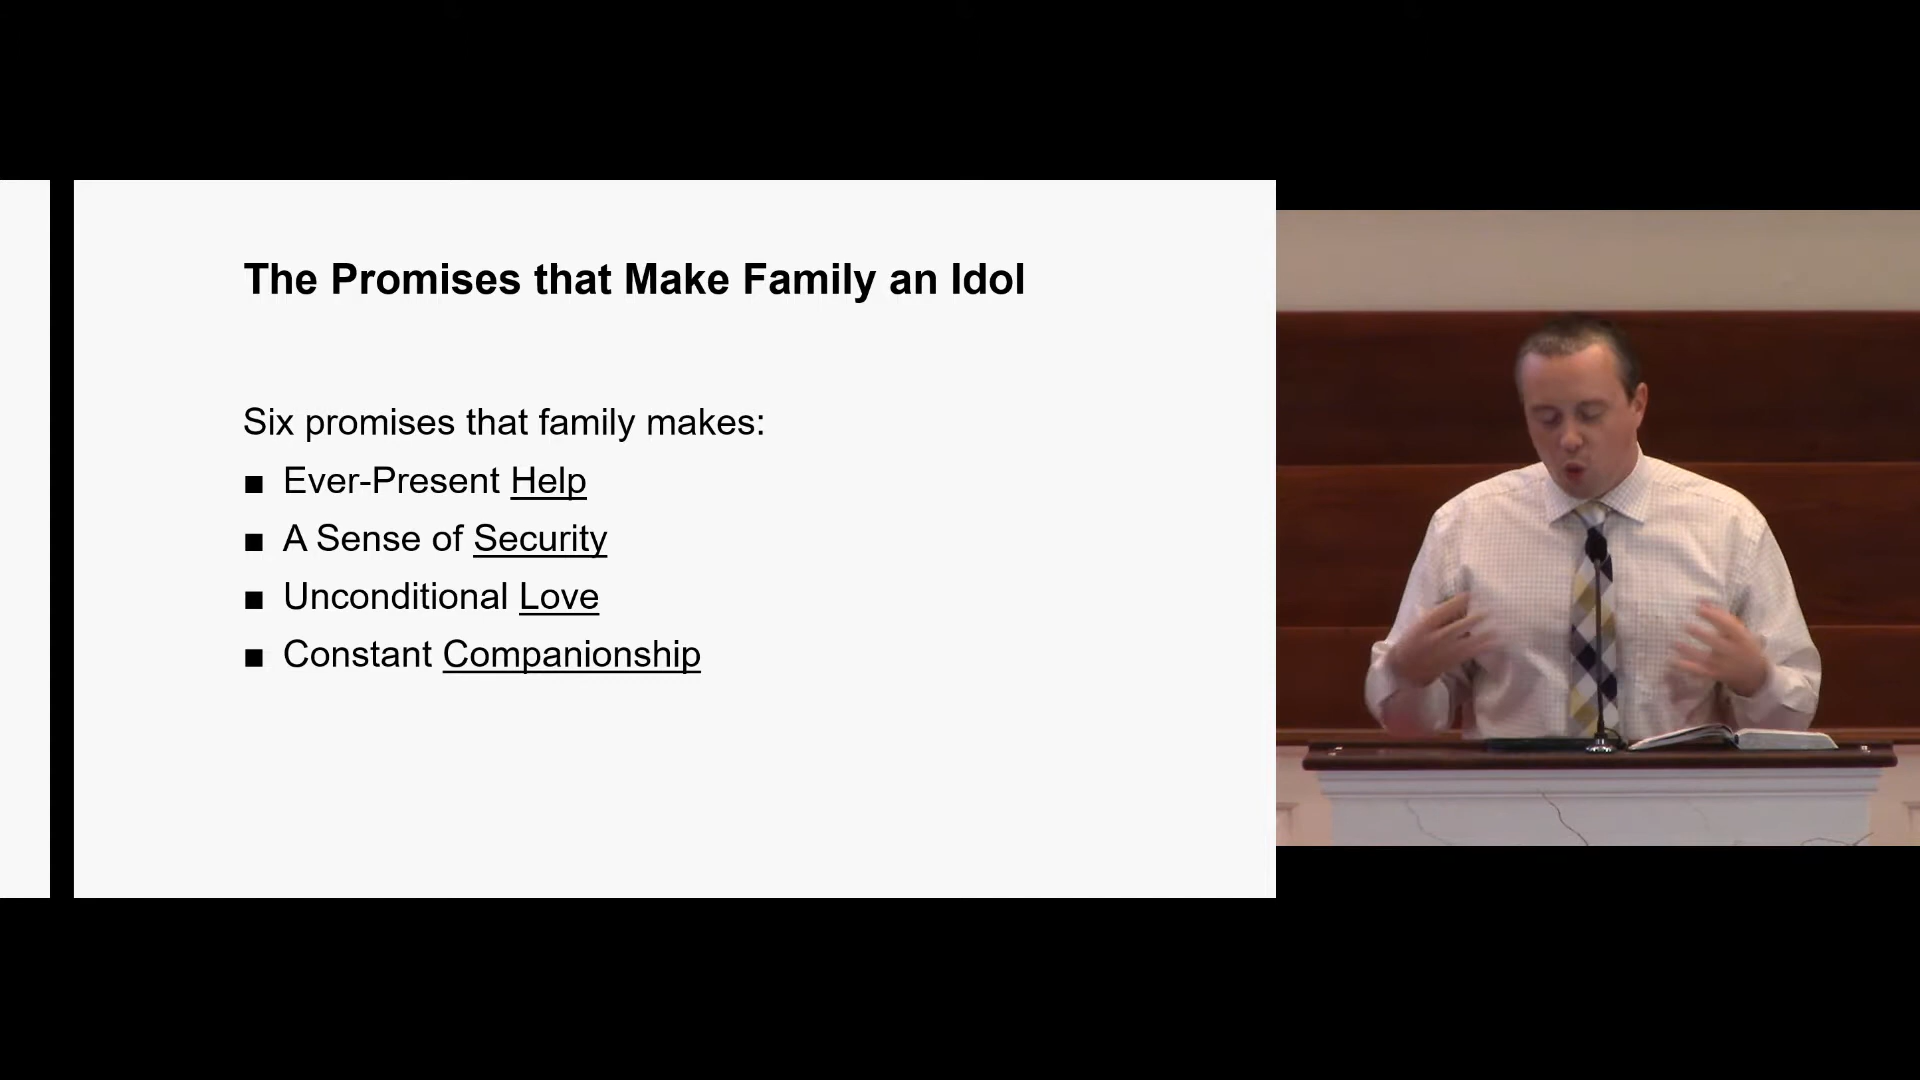 The Promises that Make Family an Idol
Six promises that family makes:
■ Ever-Present Help
■ A Sense of Security
■ Unconditional Love
■ Constant Companionship